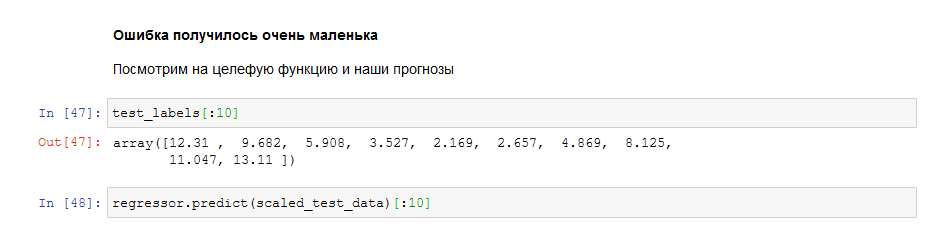 Ошибка получилось очень маленька
Посмотрим на целефую функцию и наши прогнозы
In [47]: test_labels[:10]
Out[47]: array([12.31 ,  9.682,  5.908,  3.527,  2.169,  2.657,  4.869,  8.125,
11.047, 13.11 ])
In [48]: regressor.predict(scaled_test_data)[:10]